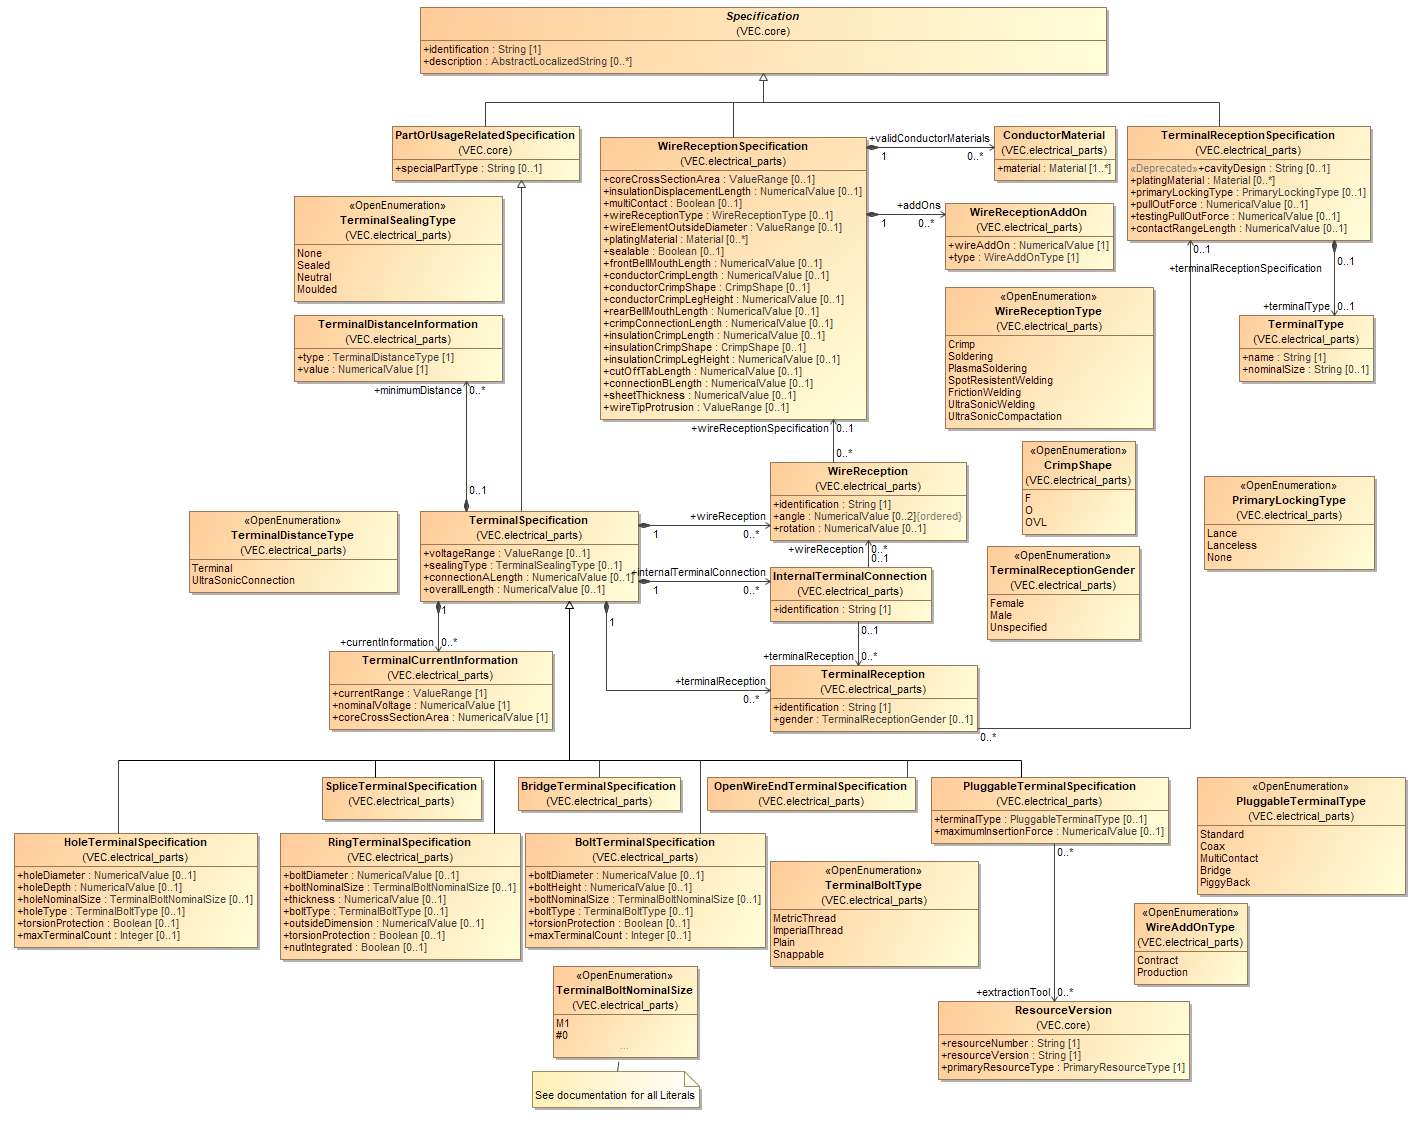 Specification
(VEC.core)
+identification : String [1]
+description : AbstractLocalizedString [0..*]
PartOrUsageRelatedSpecification
(VEC.core)
+specialPartType : String [0..1]
WireReceptionSpecification
(VEC.electrical_parts)
+coreCrossSectionArea : ValueRange [0..1]
+insulationDisplacementLength : NumericalValue [0..1]
+multiContact : Boolean [0..1]
+wireReceptionType : WireReceptionType [0..1]
+wireElementOutsideDiameter : ValueRange [0..1]
+platingMaterial : Material [0..*]
+sealable : Boolean [0..1]
+frontBellMouthLength : NumericalValue [0..1]
+conductorCrimpLength : NumericalValue [0..1]
+conductorCrimpShape : CrimpShape [0..1]
+conductorCrimpLegHeight : NumericalValue [0..1]
+rearBellMouthLength : NumericalValue [0..1]
+crimpConnectionLength : NumericalValue [0..1]
+insulationCrimpLength : NumericalValue [0..1]
+insulationCrimpShape : CrimpShape [0..1]
+insulationCrimpLegHeight : NumericalValue [0..1]
+cutOffTabLength : NumericalValue [0..1]
+connectionBLength : NumericalValue [0..1]
+sheetThickness : NumericalValue [0..1]
+wireTipProtrusion : ValueRange [0..1]
+validConductorMaterials
1
0..*
ConductorMaterial
(VEC.electrical_parts)
+material : Material [1..*]
TerminalReceptionSpecification
(VEC.electrical_parts)
«Deprecated»+cavityDesign : String [0..1]
+platingMaterial : Material [0..*]
+primaryLockingType : PrimaryLockingType [0..1]
+pullOutForce : NumericalValue [0..1]
+testingPullOutForce : NumericalValue [0..1]
+contactRangeLength : NumericalValue [0..1]
+addOns
1
0..*
WireReceptionAddOn
(VEC.electrical_parts)
+wireAddOn : NumericalValue [1]
+type : WireAddOnType [1]
0..1
+terminalReceptionSpecification
0..1
+terminalType
0..1
TerminalType
(VEC.electrical_parts)
+name : String [1]
+nominalSize : String [0..1]
«OpenEnumeration»
TerminalSealingType
(VEC.electrical_parts)
None
Sealed
Neutral
Moulded
TerminalDistanceInformation
(VEC.electrical_parts)
+type : TerminalDistanceType [1]
+value : NumericalValue [1]
+minimumDistance
0..*
0..1
«OpenEnumeration»
WireReceptionType
(VEC.electrical_parts)
Crimp
Soldering
PlasmaSoldering
SpotResistentWelding
FrictionWelding
UltraSonicWelding
UltraSonicCompactation
+wireReceptionSpecification
0..1
0..*
WireReception
(VEC.electrical_parts)
+identification : String [1]
+angle : NumericalValue [0..2]{ordered}
+rotation : NumericalValue [0..1]
«OpenEnumeration»
CrimpShape
(VEC.electrical_parts)
F
O
OVL
«OpenEnumeration»
PrimaryLockingType
(VEC.electrical_parts)
Lance
Lanceless
None
«OpenEnumeration»
TerminalDistanceType
(VEC.electrical_parts)
Terminal
UltraSonicConnection
TerminalSpecification
(VEC.electrical_parts)
+voltageRange : ValueRange [0..1]
+sealingType : TerminalSealingType [0..1]
+connectionALength : NumericalValue [0..1]
+overallLength : NumericalValue [0..1]
+wireReception
1
0..*
+wireReception
0..*
0..1
+internalTerminalConnection
1
0..*
InternalTerminalConnection
(VEC.electrical_parts)
+identification : String [1]
«OpenEnumeration»
TerminalReceptionGender
(VEC.electrical_parts)
Female
Male
Unspecified
1
+currentInformation
0..*
TerminalCurrentInformation
(VEC.electrical_parts)
+currentRange : ValueRange [1]
+nominalVoltage : NumericalValue [1]
+coreCrossSectionArea : NumericalValue [1]
1
+terminalReception
0..*
0..1
+terminalReception
0..*
TerminalReception
(VEC.electrical_parts)
+identification : String [1]
+gender : TerminalReceptionGender [0..1]
0..*
SpliceTerminalSpecification
(VEC.electrical_parts)
BridgeTerminalSpecification
(VEC.electrical_parts)
OpenWireEndTerminalSpecification
(VEC.electrical_parts)
PluggableTerminalSpecification
(VEC.electrical_parts)
+terminalType : PluggableTerminalType [0..1]
+maximumInsertionForce : NumericalValue [0..1]
«OpenEnumeration»
PluggableTerminalType
(VEC.electrical_parts)
Standard
Coax
MultiContact
Bridge
PiggyBack
HoleTerminalSpecification
(VEC.electrical_parts)
+holeDiameter : NumericalValue [0..1]
+holeDepth : NumericalValue [0..1]
+holeNominalSize : TerminalBoltNominalSize [0..1]
+holeType : TerminalBoltType [0..1]
+torsionProtection : Boolean [0..1]
+maxTerminalCount : Integer [0..1]
RingTerminalSpecification
(VEC.electrical_parts)
+boltDiameter : NumericalValue [0..1]
+boltNominalSize : TerminalBoltNominalSize [0..1]
+thickness : NumericalValue [0..1]
+boltType : TerminalBoltType [0..1]
+outsideDimension : NumericalValue [0..1]
+torsionProtection : Boolean [0..1]
+nutIntegrated : Boolean [0..1]
BoltTerminalSpecification
(VEC.electrical_parts)
+boltDiameter : NumericalValue [0..1]
+boltHeight : NumericalValue [0..1]
+boltNominalSize : TerminalBoltNominalSize [0..1]
+boltType : TerminalBoltType [0..1]
+torsionProtection : Boolean [0..1]
+maxTerminalCount : Integer [0..1]
«OpenEnumeration»
TerminalBoltType
(VEC.electrical_parts)
MetricThread
ImperialThread
Plain
Snappable
0..*
+extractionTool
0..*
«OpenEnumeration»
WireAddOnType
(VEC.electrical_parts)
Contract
Production
«OpenEnumeration»
TerminalBoltNominalSize
(VEC.electrical_parts)
M1
#0
...
See documentation for all Literals
ResourceVersion
(VEC.core)
+resourceNumber : String [1]
+resourceVersion : String [1]
+primaryResourceType : PrimaryResourceType [1]